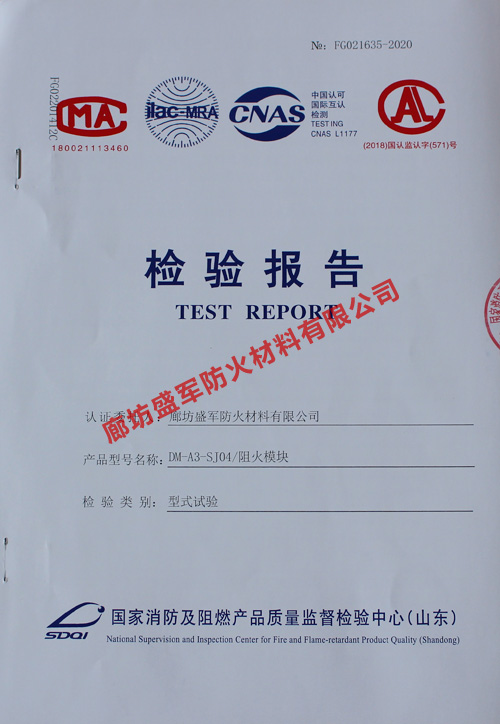 №: FG021635-2020
FG02201412C
CMA
180021113460
ilac-MRA
CNAS
中国认可
国际互认
检测
TESTING
CNAS L1177
CAL
(2018)国认监认字(571)号
检验报告
TEST REPORT
廊坊盛军防火材料有限公司
认证委托人: 廊坊盛军防火材料有限公司
产品型号名称: DM-A3-SJ04/阻火模块
检验类别: 型式试验
SDQI
国家消防及阻燃产品质量监督检验中心(山东)
National Supervision and Inspection Center for Fire and Flame-retardant Product Quality (Shandong)